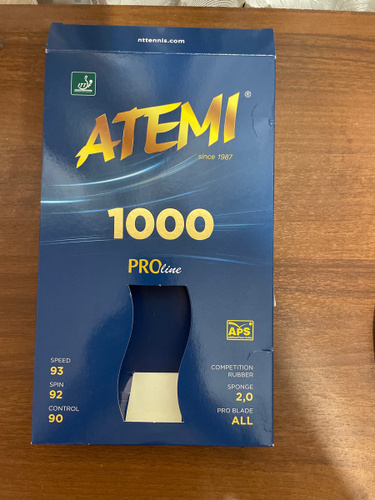 nttennis.com
ATEMI®
since 1987
1000
PROline
APS
SPEED
93
SPIN
92
CONTROL
90
COMPETITION
RUBBER
SPONGE
2,0
PRO BLADE
ALL